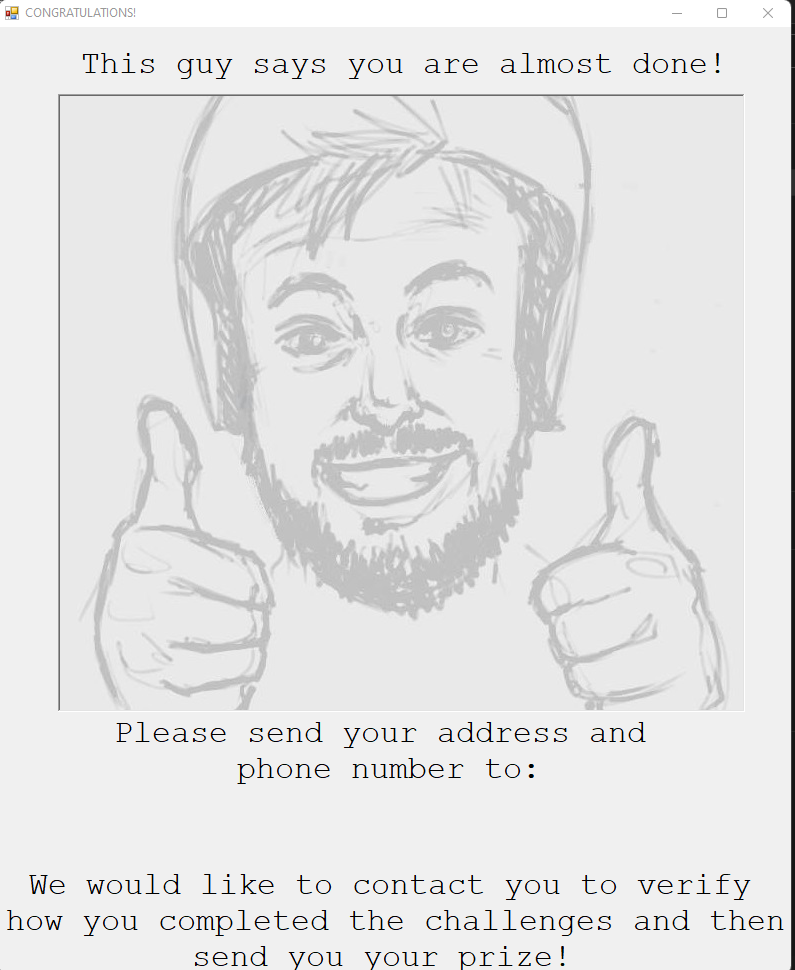 CONGRATULATIONS!
This guy says you are almost done!
Please send your address and
phone number to:
We would like to contact you to verify
how you completed the challenges and then
send you your prize!